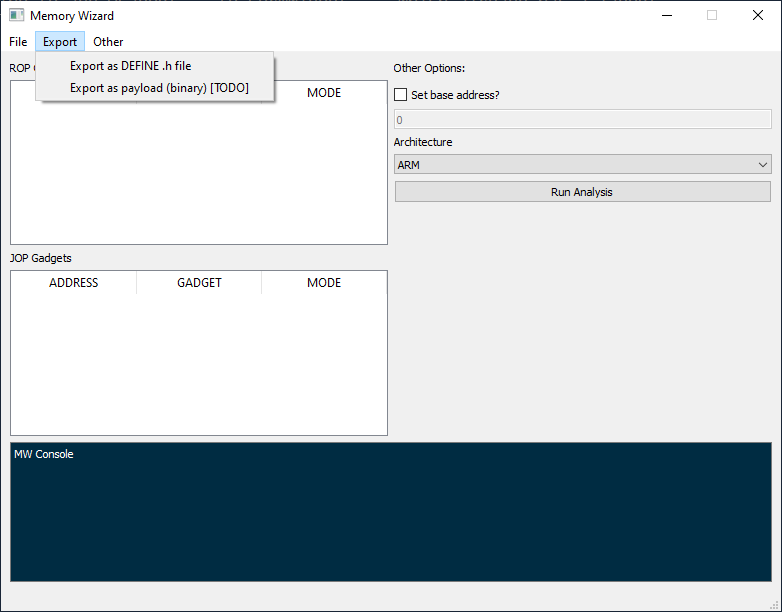 Memory Wizard
File Export Other
Export as DEFINE .h file
Export as payload (binary) [TODO]
ROP
MODE
JOP Gadgets
ADDRESS GADGET MODE
Other Options:
Set base address?
0
Architecture
ARM
Run Analysis
MW Console